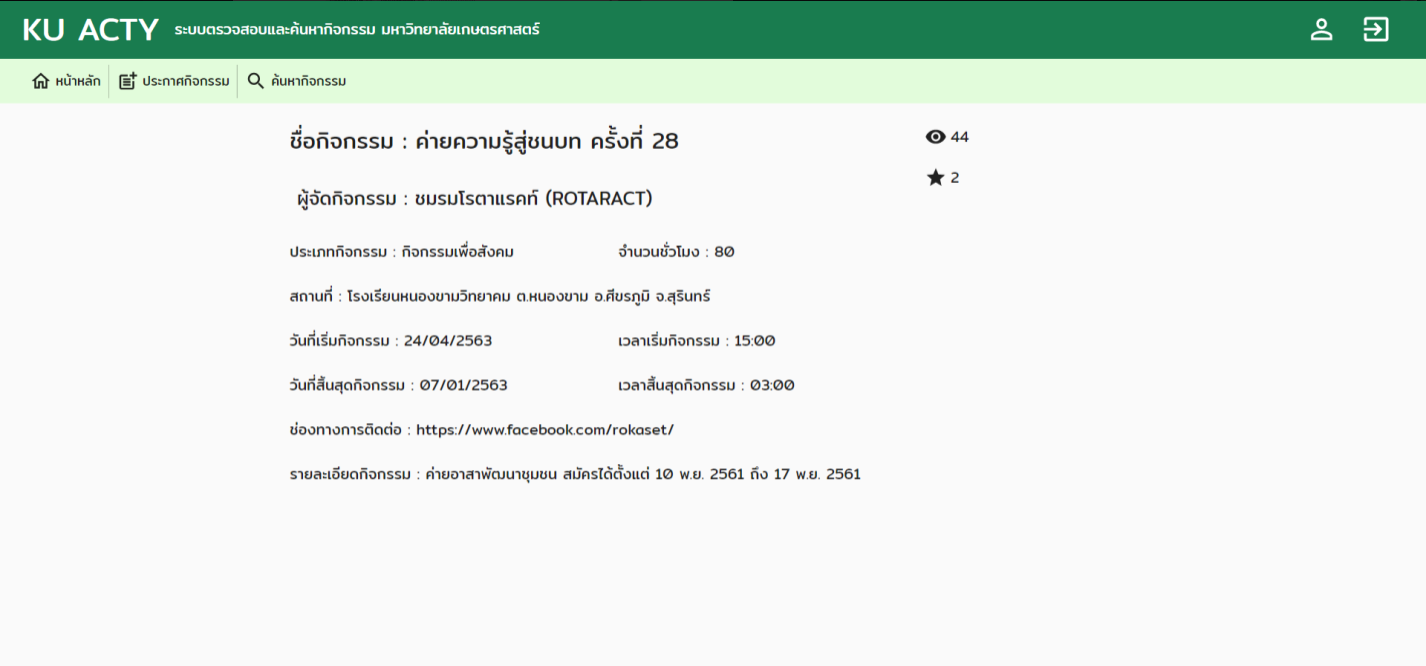 KU ACTY ระบบตรวจสอบและค้นหากิจกรรม มหาวิทยาลัยเกษตรศาสตร์
หน้าหลัก ประกาศกิจกรรม ค้นหากิจกรรม
ชื่อกิจกรรม : ค่ายความรู้สู่ชนบท ครั้งที่ 28 44
2
ผู้จัดกิจกรรม : ชมรมโรตาแรคท์ (ROTARACT)
ประเภทกิจกรรม : กิจกรรมเพื่อสังคม จำนวนชั่วโมง : 80
สถานที่ : โรงเรียนหนองขามวิทยาคม ต.หนองขาม อ.ศีขรภูมิ จ.สุรินทร์
วันที่เริ่มกิจกรรม : 24/04/2563 เวลาเริ่มกิจกรรม : 15:00
วันที่สิ้นสุดกิจกรรม : 07/01/2563 เวลาสิ้นสุดกิจกรรม : 03:00
ช่องทางการติดต่อ : https://www.facebook.com/rokaset/
รายละเอียดกิจกรรม : ค่ายอาสาพัฒนาชุมชน สมัครได้ตั้งแต่ 10 พ.ย. 2561 ถึง 17 พ.ย. 2561